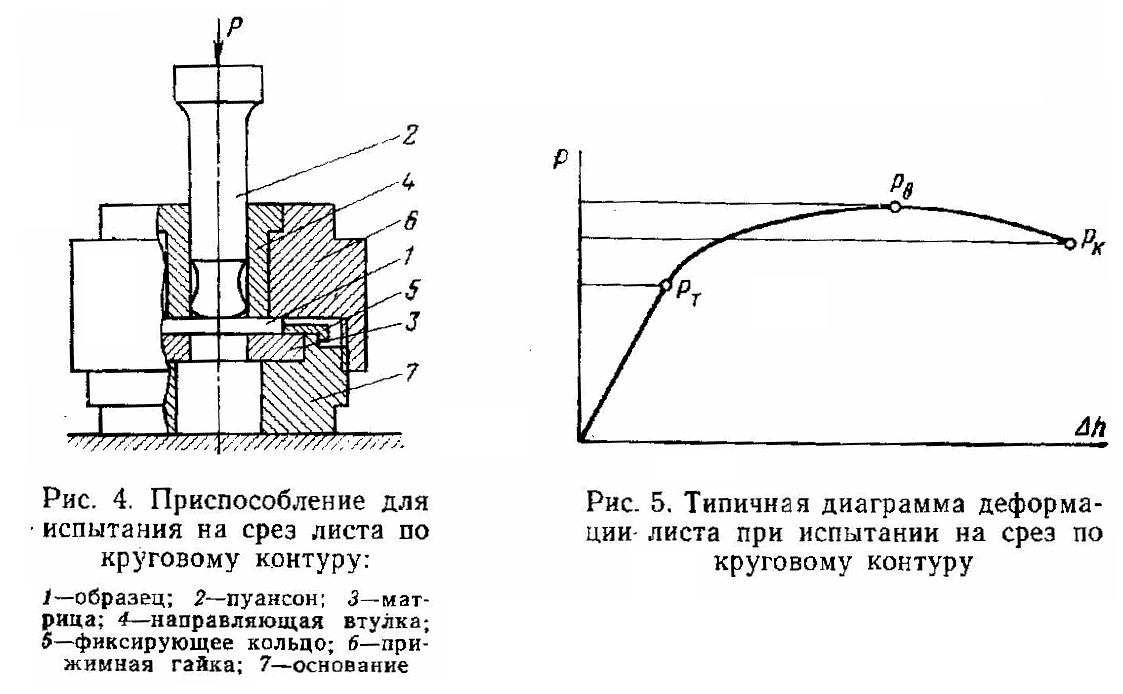 P
2
4
6
1
5
3
7
Рис. 4. Приспособление для
испытания на срез листа по
круговому контуру:
1—образец; 2—пуансон; 3—мат-
рица; 4—направляющая втулка;
5—фиксирующее кольцо; 6—при-
жимная гайка; 7—основание
P
Pв
Pк
Pт
Δh
Рис. 5. Типичная диаграмма деформа-
ции листа при испытании на срез по
круговому контуру